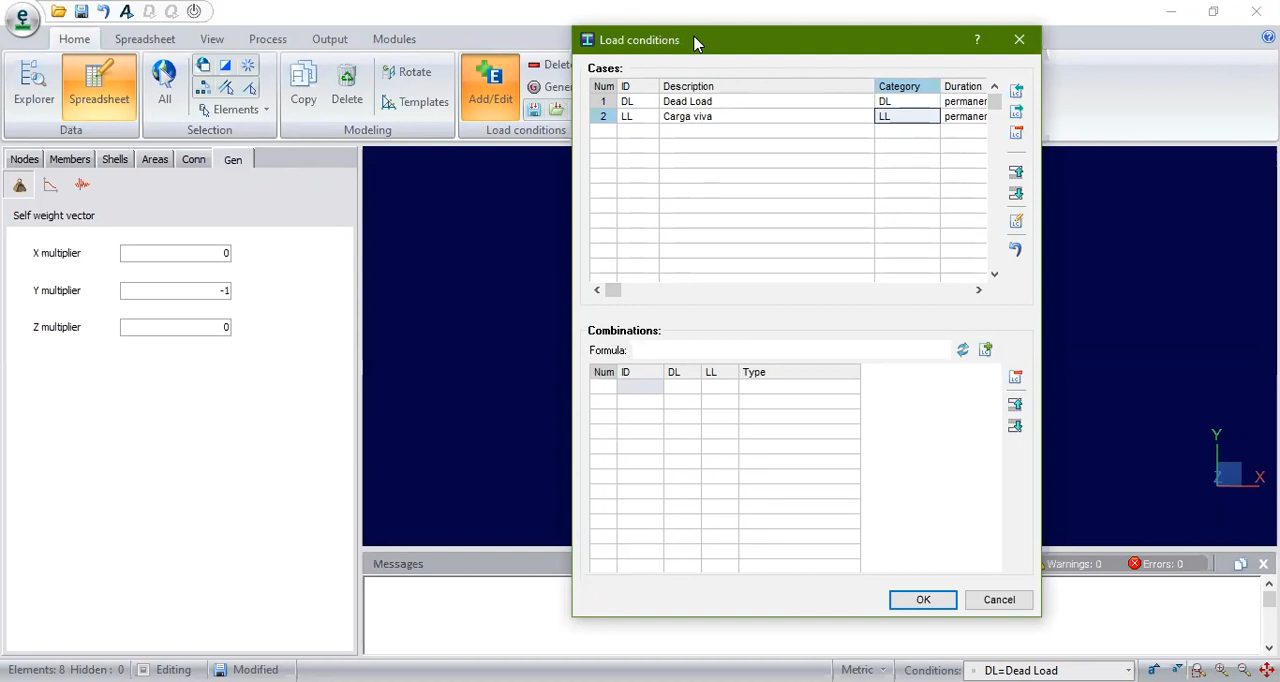 e
Home Spreadsheet View Process Output Modules
Explorer Spreadsheet All Elements Copy Delete Rotate Templates Add/Edit
Data Selection Modeling Load conditions
Load conditions
?
Cases:
Num ID Description Category Duration
1 DL Dead Load DL
2 LL Carga viva LL
Nodes Members Shells Areas Conn Gen
Self weight vector
X multiplier 0
Y multiplier -1
Z multiplier 0
Combinations:
Formula:
Num ID DL LL Type
OK Cancel
Y
Z X
Messages Warnings: 0 Errors: 0
Elements: 8 Hidden : 0 Editing Modified Metric Conditions: DL=Dead Load